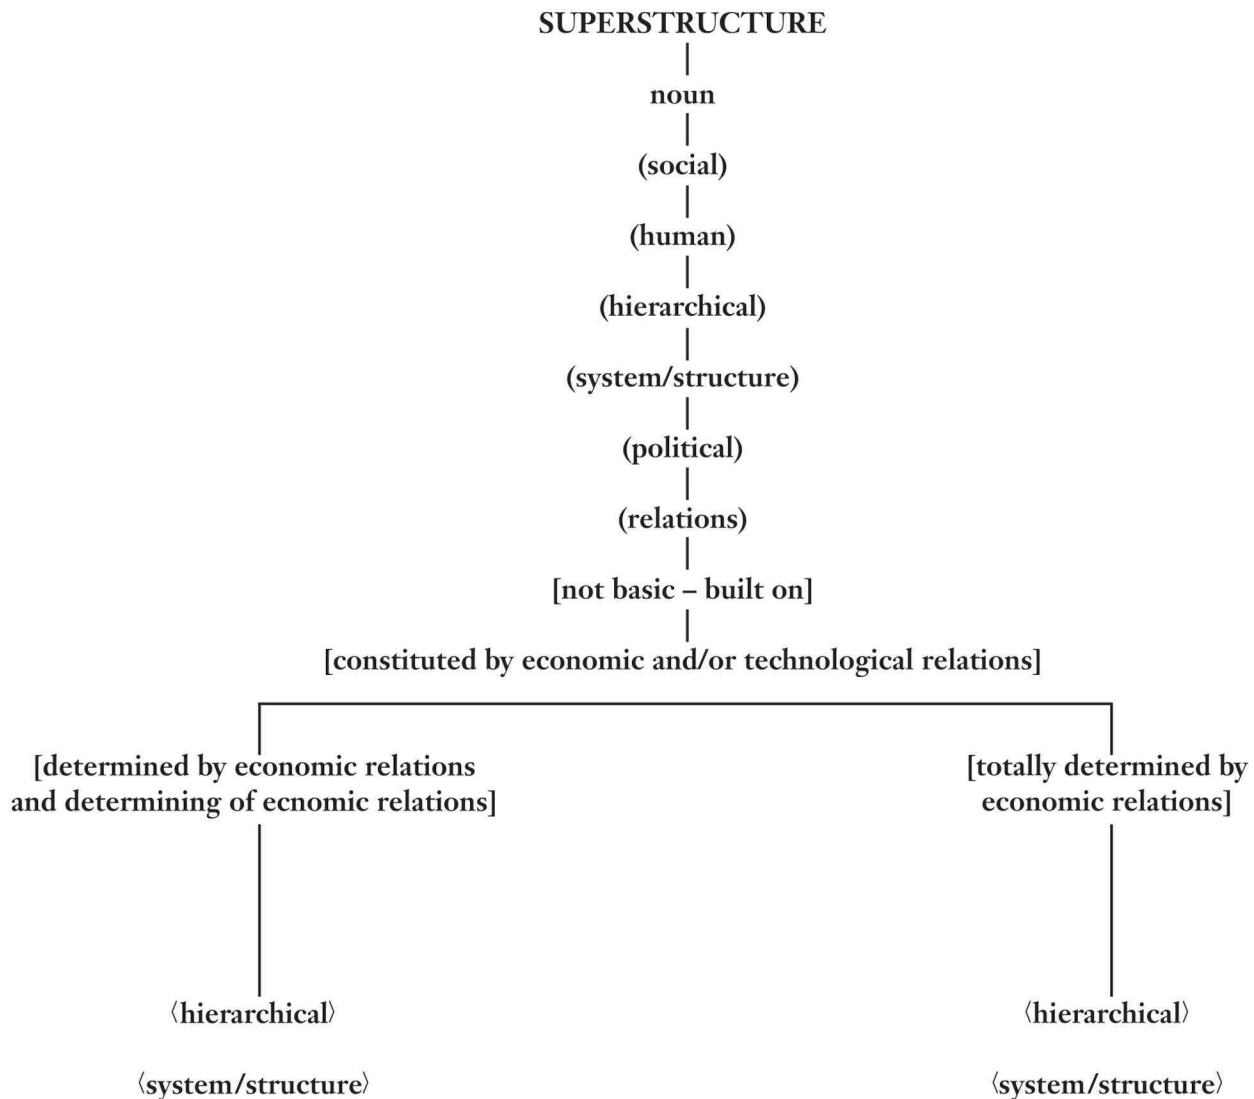 SUPERSTRUCTURE
noun
(social)
(human)
(hierarchical)
(system/structure)
(political)
(relations)
[not basic – built on]
[constituted by economic and/or technological relations]
[determined by economic relations
and determining of ecnomic relations]
[totally determined by
economic relations]
〈hierarchical〉
〈hierarchical〉
〈system/structure〉
〈system/structure〉